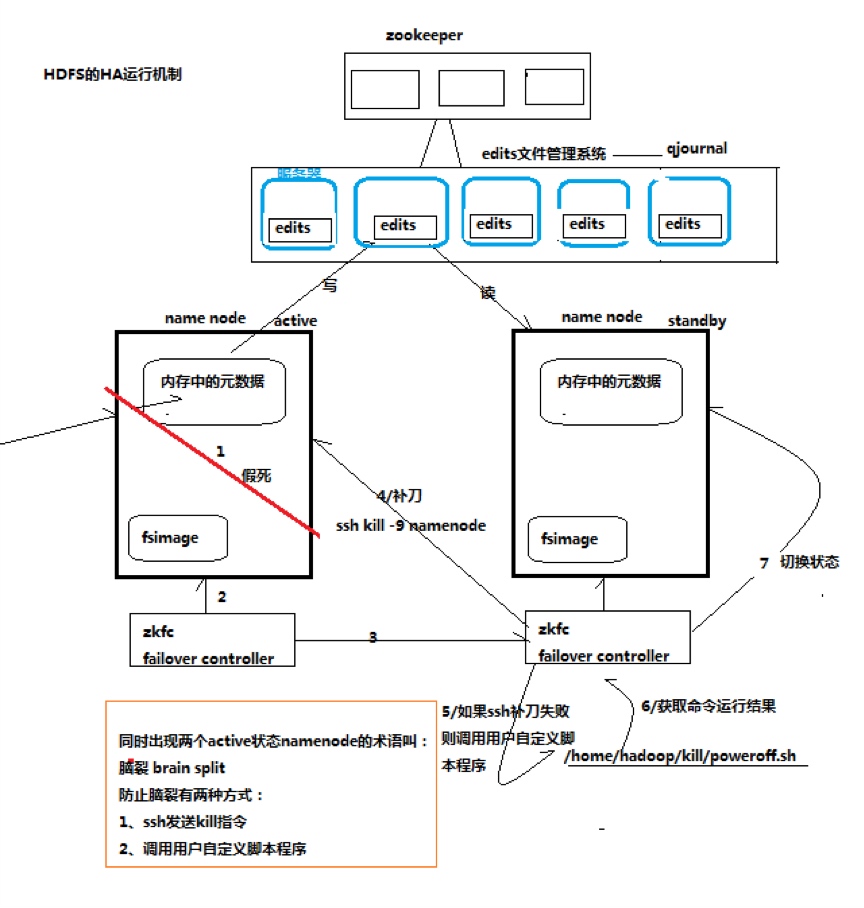 zookeeper
HDFS的HA运行机制
edits文件管理系统
qjournal
服务器
edits
edits
edits
edits
edits
写
读
name node
active
name node
standby
内存中的元数据
内存中的元数据
1
假死
4/补刀
ssh kill -9 namenode
fsimage
fsimage
7 切换状态
2
zkfc
failover controller
3
zkfc
failover controller
5/如果ssh补刀失败
则调用用户自定义脚
本程序
6/获取命令运行结果
/home/hadoop/kill/poweroff.sh
同时出现两个active状态namenode的术语叫：
脑裂 brain split
防止脑裂有两种方式：
1、ssh发送kill指令
2、调用用户自定义脚本程序